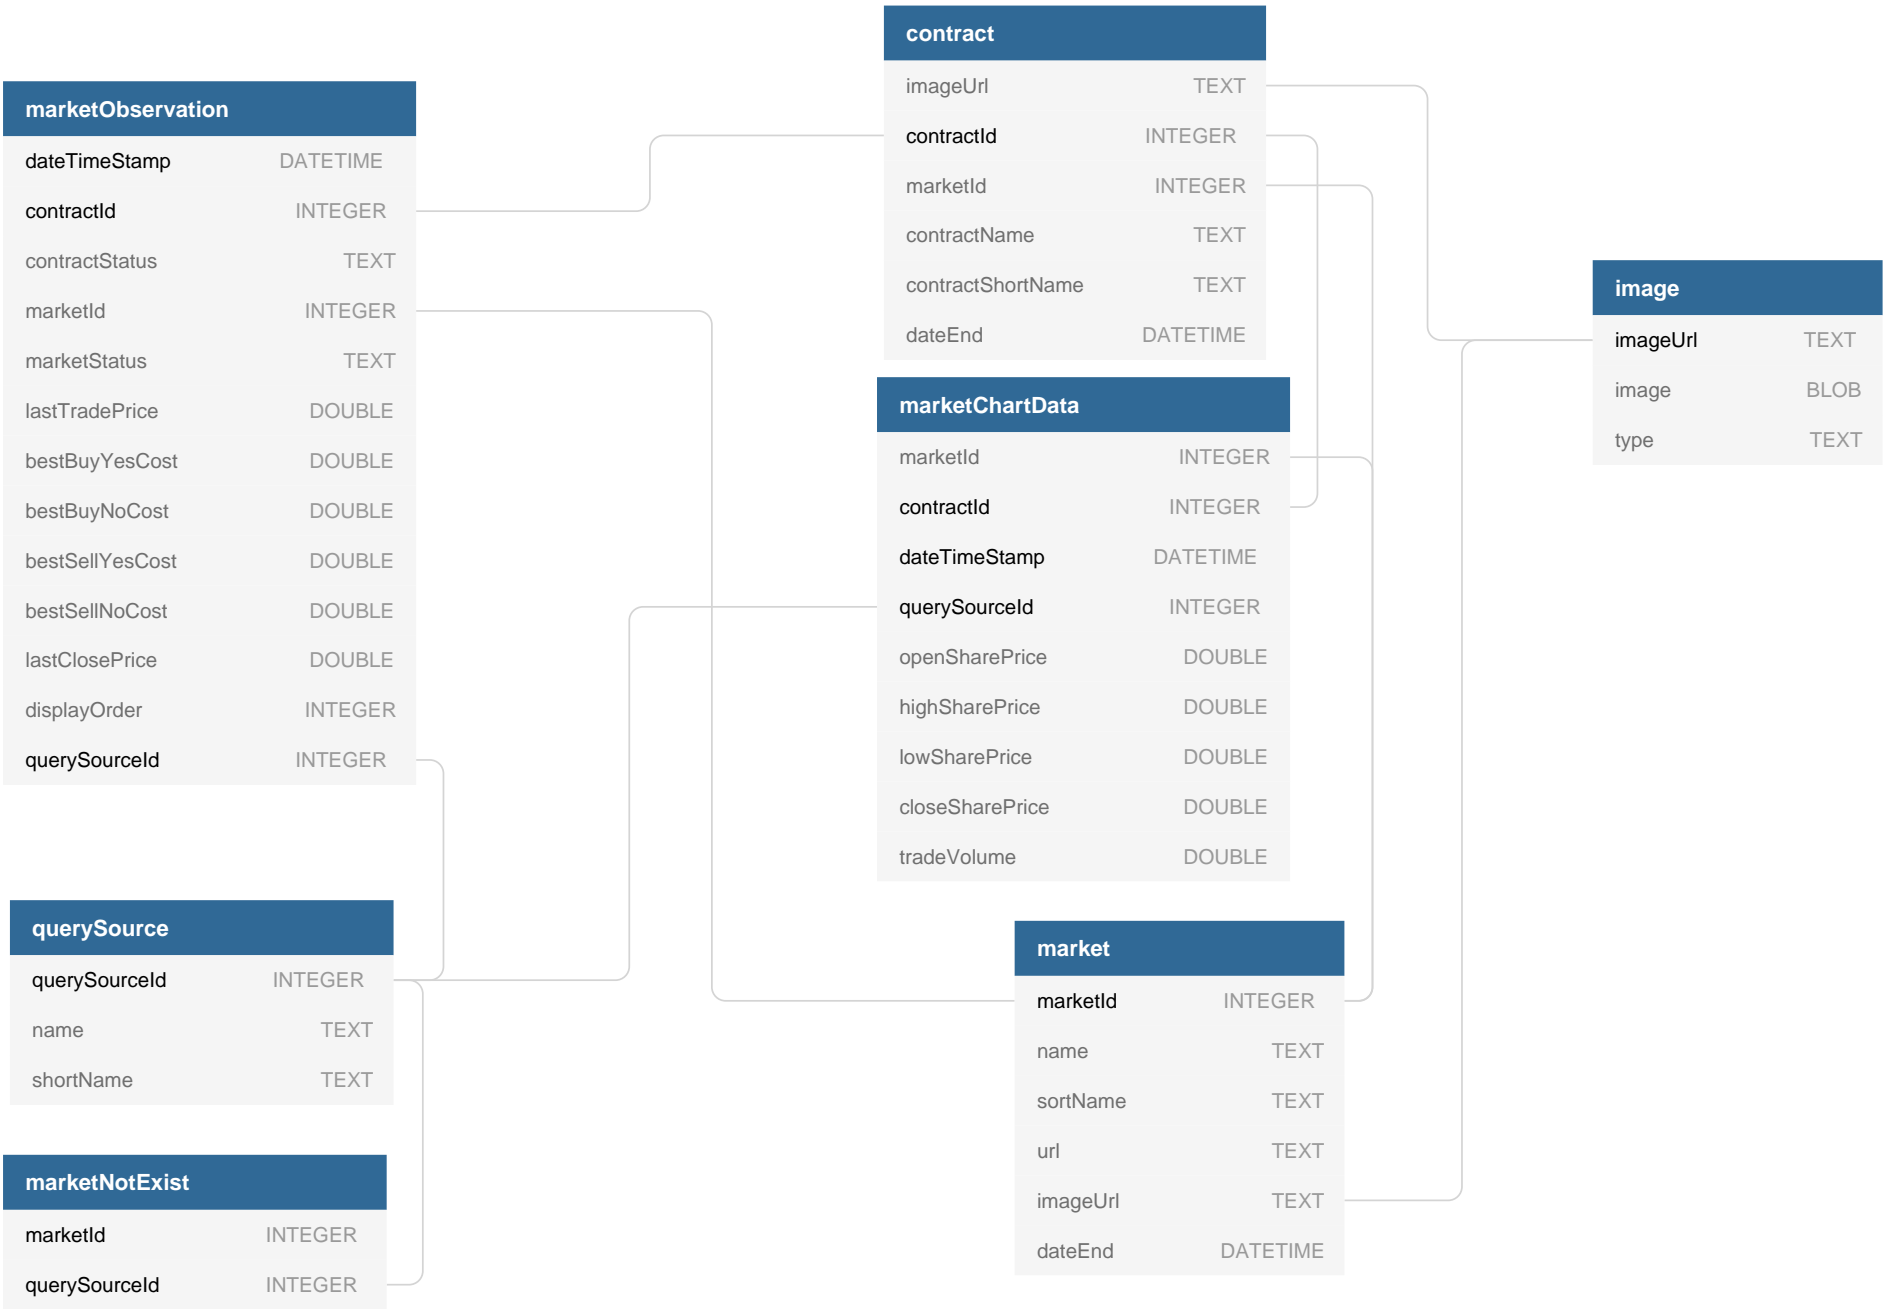 marketObservation
dateTimeStamp DATETIME
contractId INTEGER
contractStatus TEXT
marketId INTEGER
marketStatus TEXT
lastTradePrice DOUBLE
bestBuyYesCost DOUBLE
bestBuyNoCost DOUBLE
bestSellYesCost DOUBLE
bestSellNoCost DOUBLE
lastClosePrice DOUBLE
displayOrder INTEGER
querySourceId INTEGER
querySource
querySourceId INTEGER
name TEXT
shortName TEXT
marketNotExist
marketId INTEGER
querySourceId INTEGER
contract
imageUrl TEXT
contractId INTEGER
marketId INTEGER
contractName TEXT
contractShortName TEXT
dateEnd DATETIME
marketChartData
marketId INTEGER
contractId INTEGER
dateTimeStamp DATETIME
querySourceId INTEGER
openSharePrice DOUBLE
highSharePrice DOUBLE
lowSharePrice DOUBLE
closeSharePrice DOUBLE
tradeVolume DOUBLE
market
marketId INTEGER
name TEXT
sortName TEXT
url TEXT
imageUrl TEXT
dateEnd DATETIME
image
imageUrl TEXT
image BLOB
type TEXT